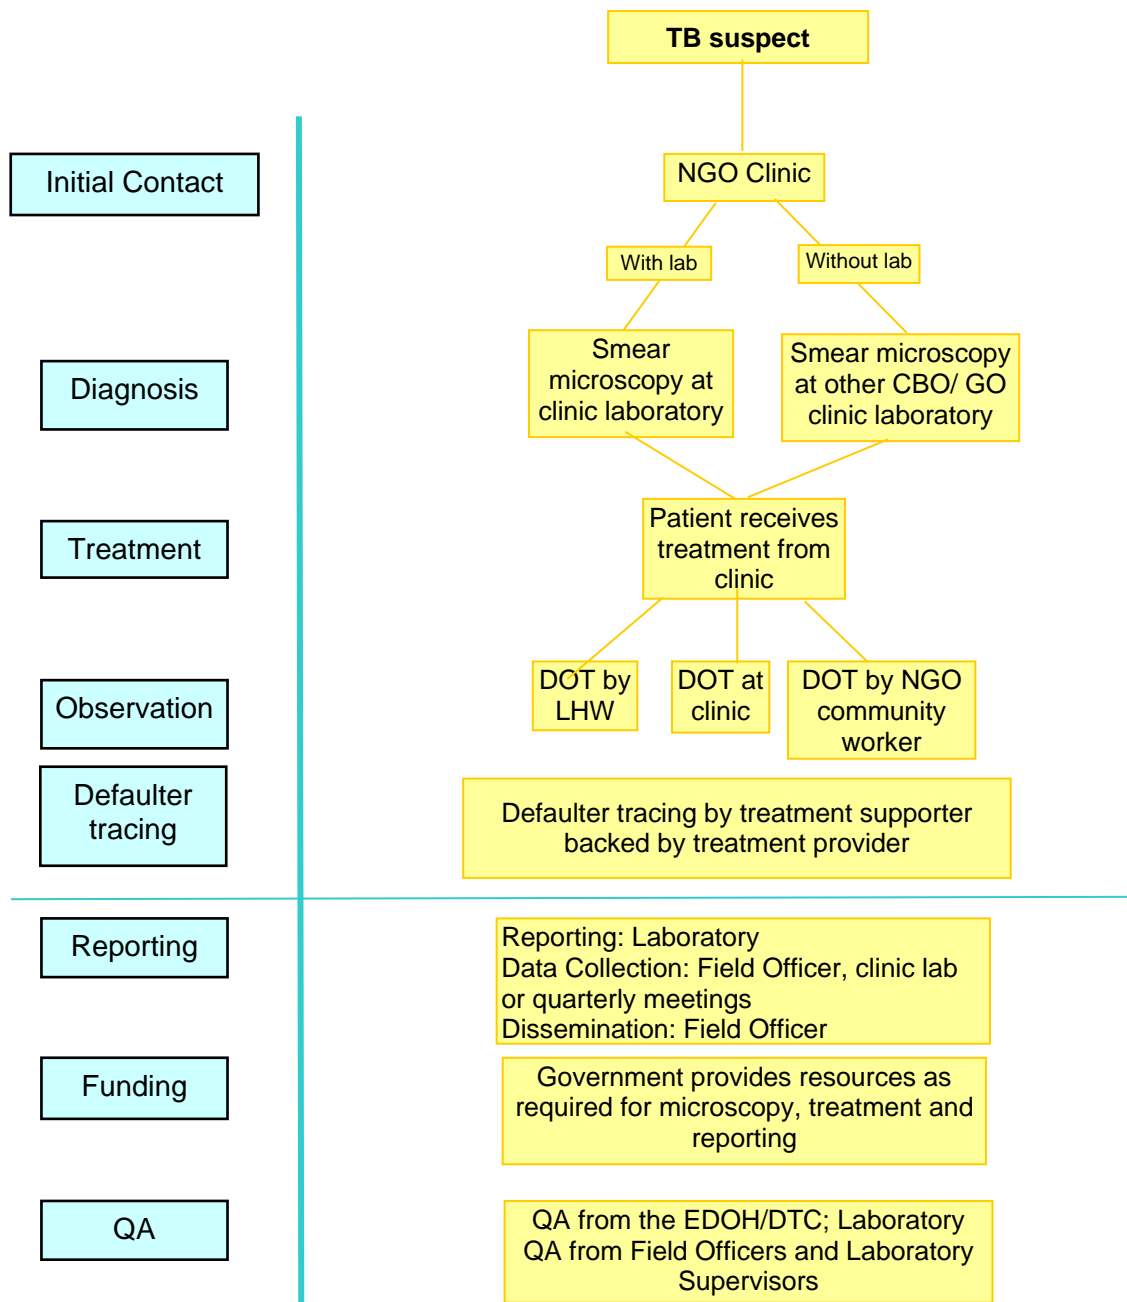 TB suspect
Initial Contact
NGO Clinic
With lab
Without lab
Diagnosis
Smear
microscopy at
clinic laboratory
Smear microscopy
at other CBO/ GO
clinic laboratory
Treatment
Patient receives
treatment from
clinic
Observation
DOT by
LHW
DOT at
clinic
DOT by NGO
community
worker
Defaulter
tracing
Defaulter tracing by treatment supporter
backed by treatment provider
Reporting
Reporting: Laboratory
Data Collection: Field Officer, clinic lab
or quarterly meetings
Dissemination: Field Officer
Funding
Government provides resources as
required for microscopy, treatment and
reporting
QA
QA from the EDOH/DTC; Laboratory
QA from Field Officers and Laboratory
Supervisors